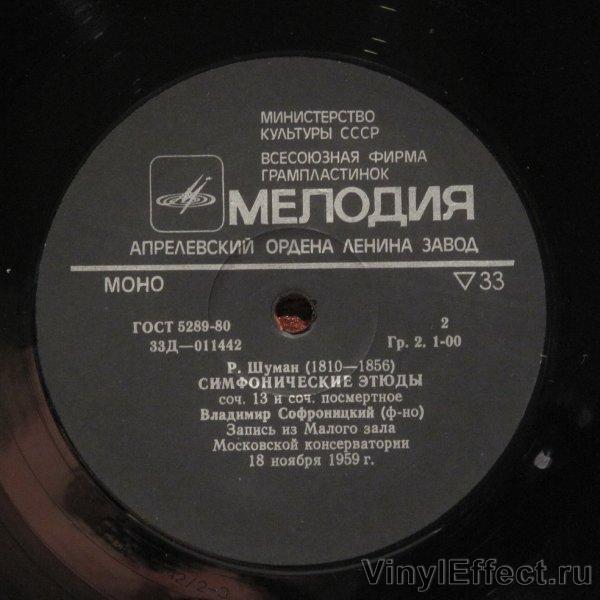 МИНИСТЕРСТВО
КУЛЬТУРЫ СССР
ВСЕСОЮЗНАЯ ФИРМА
ГРАМПЛАСТИНОК
МЕЛОДИЯ
АПРЕЛЕВСКИЙ ОРДЕНА ЛЕНИНА ЗАВОД
МОНО ▽33
ГОСТ 5289-80 2
33Д—011442 Гр. 2. 1-00
Р. Шуман (1810—1856)
СИМФОНИЧЕСКИЕ ЭТЮДЫ
соч. 13 и соч. посмертное
Владимир Софроницкий (ф-но)
Запись из Малого зала
Московской консерватории
18 ноября 1959 г.
VinylEffect.ru